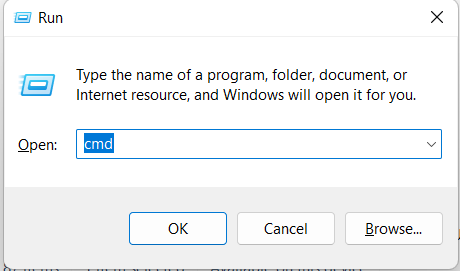 Run
Type the name of a program, folder, document, or
Internet resource, and Windows will open it for you.
Open: cmd
OK Cancel Browse...